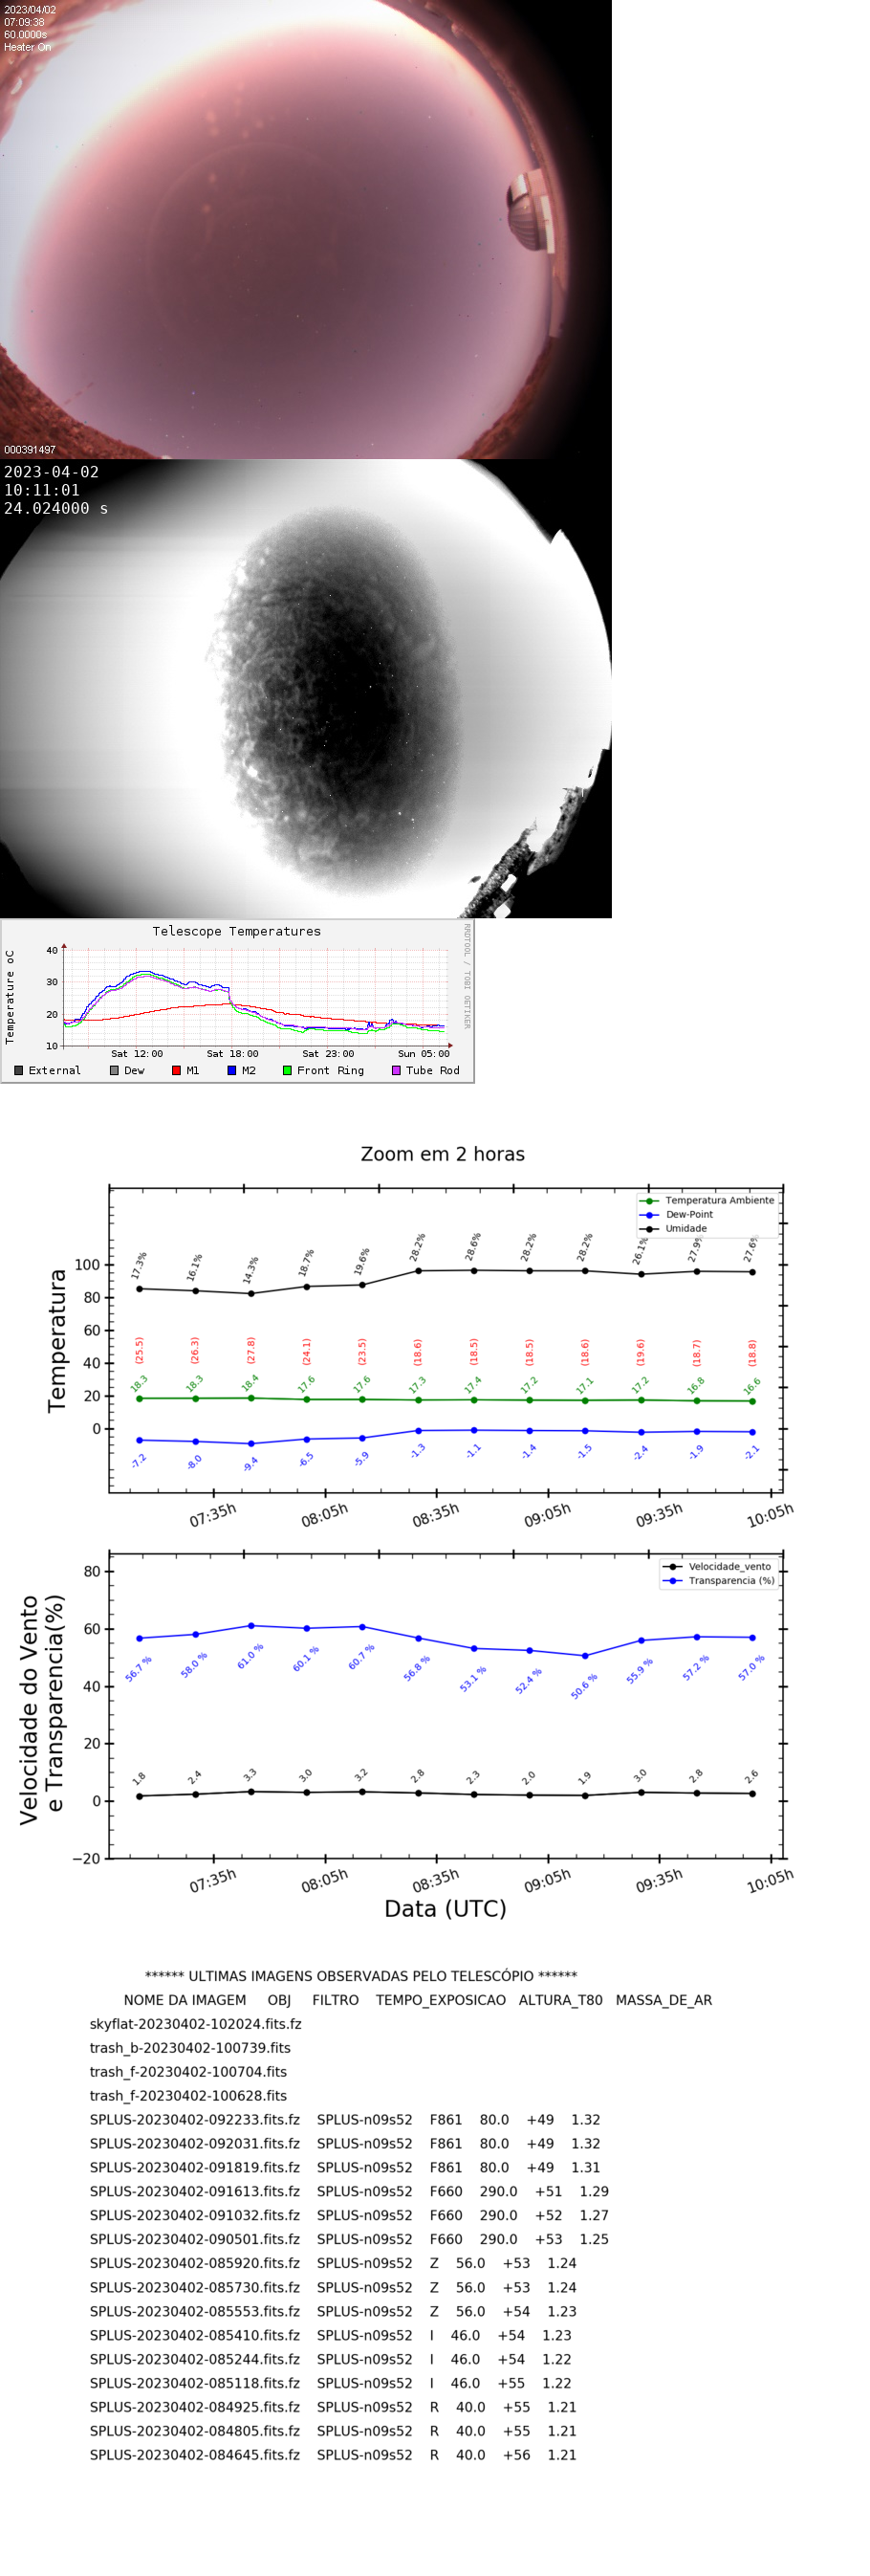 2023/04/02
07:09:38
60.0000s
Heater On
000391497
2023-04-02
10:11:01
24.024000 s
Telescope Temperatures
RRDTOOL / TOBI OETIKER
Temperature oC
40
30
20
10
Sat 12:00 Sat 18:00 Sat 23:00 Sun 05:00
External Dew M1 M2 Front Ring Tube Rod
Zoom em 2 horas
Temperatura Ambiente
Dew-Point
Umidade
Temperatura
100
80
60
40
20
0
17.3% 16.1% 14.3% 18.7% 19.6% 28.2% 28.6% 28.2% 28.2% 26.1% 27.9% 27.6%
(25.5) (26.3) (27.8) (24.1) (23.5) (18.6) (18.5) (18.5) (18.6) (19.6) (18.7) (18.8)
18.3 18.3 18.4 17.6 17.6 17.3 17.4 17.2 17.1 17.2 16.8 16.6
-7.2 -8.0 -9.4 -6.5 -5.9 -1.3 -1.1 -1.4 -1.5 -2.4 -1.9 -2.1
07:35h 08:05h 08:35h 09:05h 09:35h 10:05h
Velocidade_vento
Transparencia (%)
Velocidade do Vento
e Transparencia(%)
80
60
40
20
0
−20
56.7 % 58.0 % 61.0 % 60.1 % 60.7 % 56.8 % 53.1 % 52.4 % 50.6 % 55.9 % 57.2 % 57.0 %
1.8 2.4 3.3 3.0 3.2 2.8 2.3 2.0 1.9 3.0 2.8 2.6
07:35h 08:05h 08:35h 09:05h 09:35h 10:05h
Data (UTC)
****** ULTIMAS IMAGENS OBSERVADAS PELO TELESCÓPIO ******
NOME DA IMAGEM OBJ FILTRO TEMPO_EXPOSICAO ALTURA_T80 MASSA_DE_AR
skyflat-20230402-102024.fits.fz
trash_b-20230402-100739.fits
trash_f-20230402-100704.fits
trash_f-20230402-100628.fits
SPLUS-20230402-092233.fits.fz SPLUS-n09s52 F861 80.0 +49 1.32
SPLUS-20230402-092031.fits.fz SPLUS-n09s52 F861 80.0 +49 1.32
SPLUS-20230402-091819.fits.fz SPLUS-n09s52 F861 80.0 +49 1.31
SPLUS-20230402-091613.fits.fz SPLUS-n09s52 F660 290.0 +51 1.29
SPLUS-20230402-091032.fits.fz SPLUS-n09s52 F660 290.0 +52 1.27
SPLUS-20230402-090501.fits.fz SPLUS-n09s52 F660 290.0 +53 1.25
SPLUS-20230402-085920.fits.fz SPLUS-n09s52 Z 56.0 +53 1.24
SPLUS-20230402-085730.fits.fz SPLUS-n09s52 Z 56.0 +53 1.24
SPLUS-20230402-085553.fits.fz SPLUS-n09s52 Z 56.0 +54 1.23
SPLUS-20230402-085410.fits.fz SPLUS-n09s52 I 46.0 +54 1.23
SPLUS-20230402-085244.fits.fz SPLUS-n09s52 I 46.0 +54 1.22
SPLUS-20230402-085118.fits.fz SPLUS-n09s52 I 46.0 +55 1.22
SPLUS-20230402-084925.fits.fz SPLUS-n09s52 R 40.0 +55 1.21
SPLUS-20230402-084805.fits.fz SPLUS-n09s52 R 40.0 +55 1.21
SPLUS-20230402-084645.fits.fz SPLUS-n09s52 R 40.0 +56 1.21